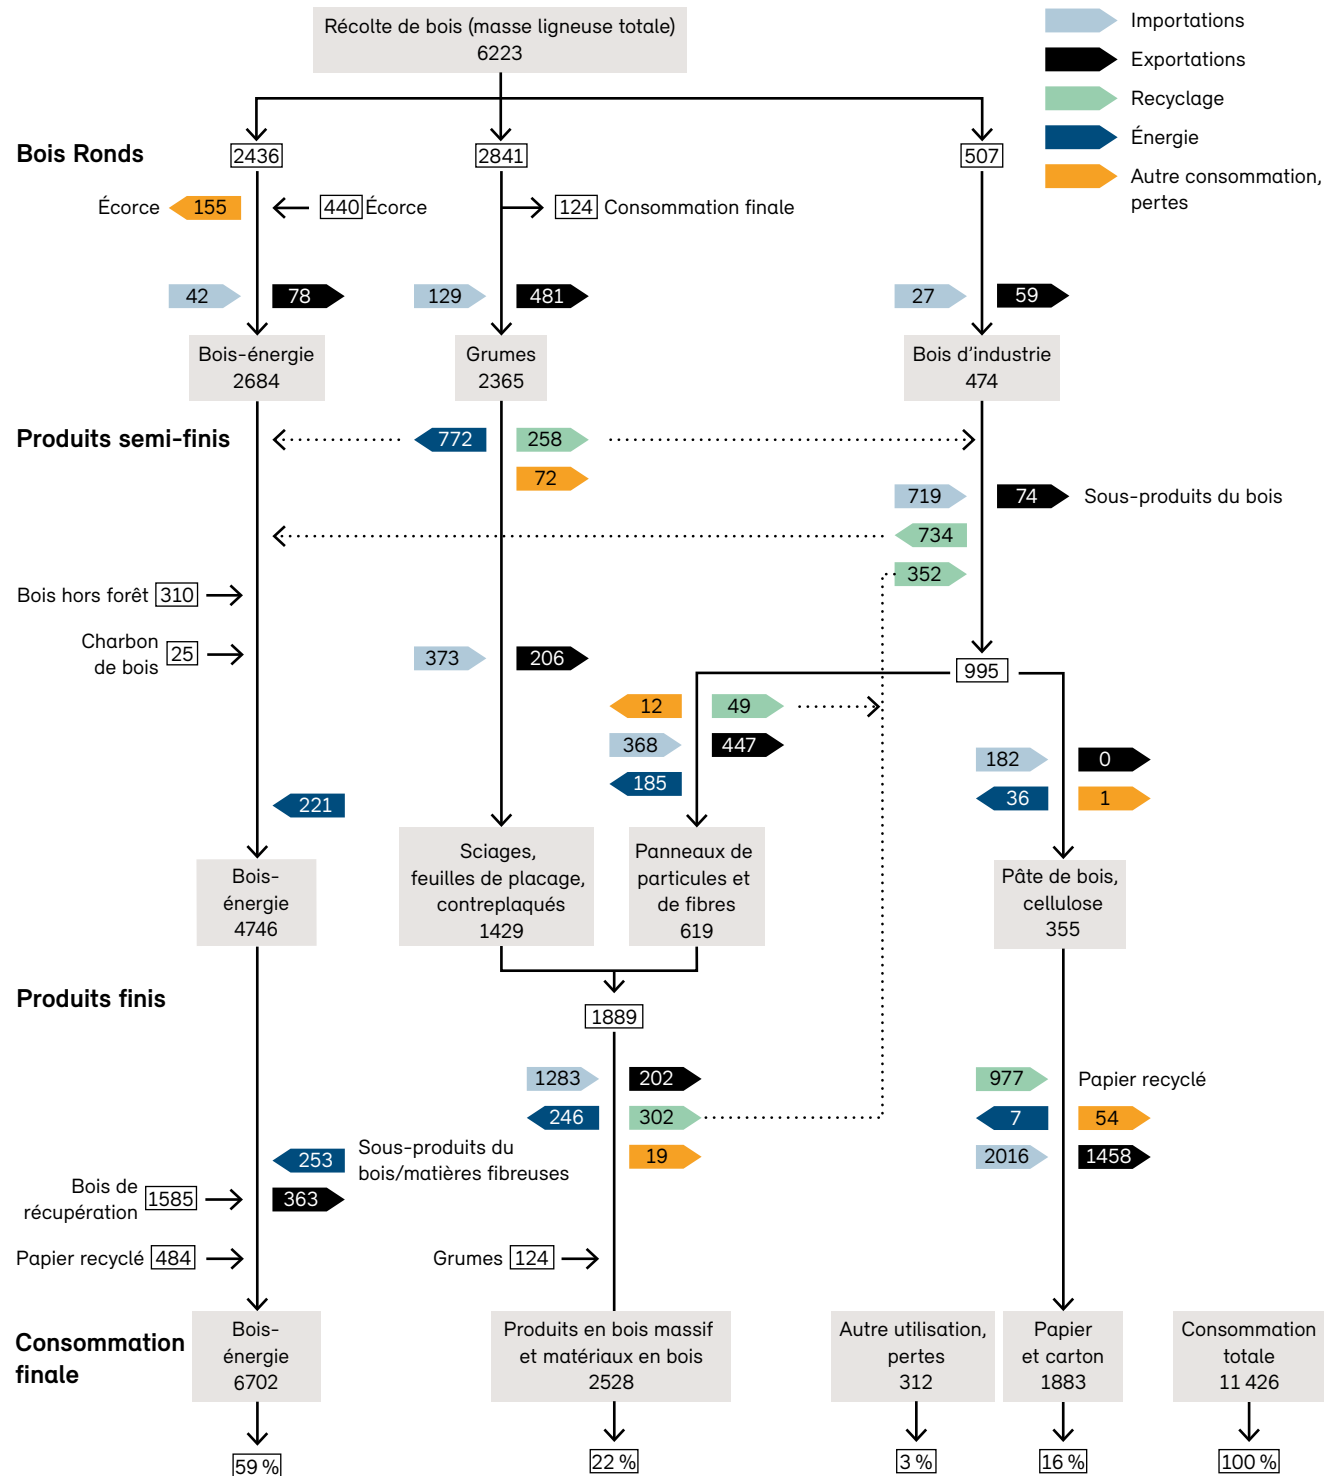 Récolte de bois (masse ligneuse totale)
6223
Importations
Exportations
Recyclage
Énergie
Autre consommation,
pertes
Bois Ronds
2436
2841
507
Écorce
155
440
Écorce
124
Consommation finale
42
78
129
481
27
59
Bois-énergie
2684
Grumes
2365
Bois d'industrie
474
Produits semi-finis
772
258
72
719
74
Sous-produits du bois
734
352
Bois hors forêt
310
Charbon
de bois
25
373
206
995
12
49
368
447
185
182
0
36
1
221
Bois-
énergie
4746
Sciages,
feuilles de placage,
contreplaqués
1429
Panneaux de
particules et
de fibres
619
Pâte de bois,
cellulose
355
Produits finis
1889
1283
202
246
302
19
977
Papier recyclé
7
54
2016
1458
253
Sous-produits du
bois/matières fibreuses
Bois de
récupération
1585
363
Papier recyclé
484
Grumes
124
Consommation
finale
Bois-
énergie
6702
Produits en bois massif
et matériaux en bois
2528
Autre utilisation,
pertes
312
Papier
et carton
1883
Consommation
totale
11 426
59 %
22 %
3 %
16 %
100 %